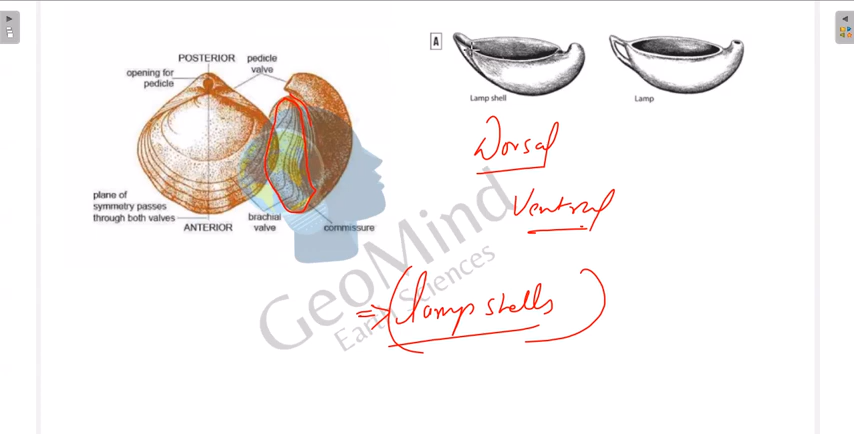 POSTERIOR
opening for
pedicle
pedicle
valve
plane of
symmetry passes
through both valves
ANTERIOR
brachial
valve
commissure
A
Lamp shell
Lamp
Dorsal
Ventral
=> (lamp shells)
GeoMind
Earth Sciences